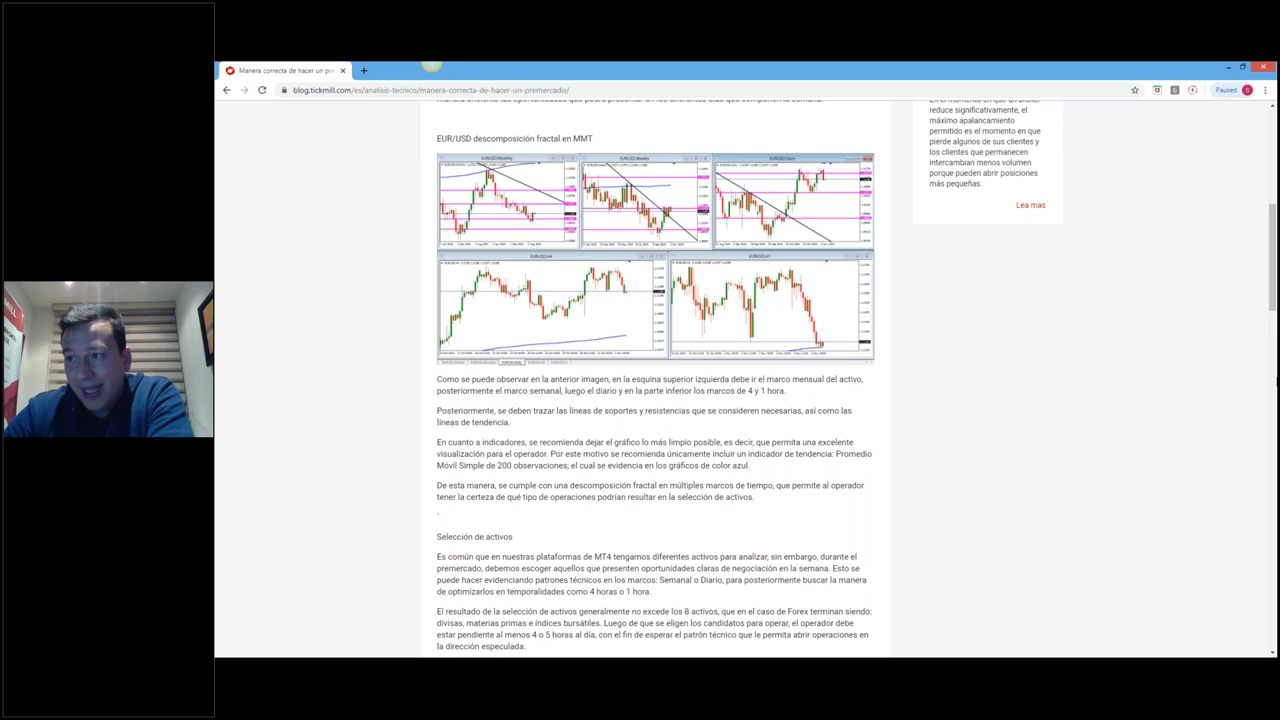 Manera correcta de hacer un pre
blog.tickmill.com/es/analisis-tecnico/manera-correcta-de-hacer-un-premercado/
Paused
S
EUR/USD descomposición fractal en MMT
Como se puede observar en la anterior imagen, en la esquina superior izquierda debe ir el marco mensual del activo,
posteriormente el marco semanal, luego el diario y en la parte inferior los marcos de 4 y 1 hora.
Posteriormente, se deben trazar las líneas de soportes y resistencias que se consideren necesarias, así como las
líneas de tendencia.
En cuanto a indicadores, se recomienda dejar el gráfico lo más limpio posible, es decir, que permita una excelente
visualización para el operador. Por este motivo se recomienda únicamente incluir un indicador de tendencia: Promedio
Móvil Simple de 200 observaciones; el cual se evidencia en los gráficos de color azul.
De esta manera, se cumple con una descomposición fractal en múltiples marcos de tiempo, que permite al operador
tener la certeza de qué tipo de operaciones podrían resultar en la selección de activos.
Selección de activos
Es común que en nuestras plataformas de MT4 tengamos diferentes activos para analizar, sin embargo, durante el
premercado, debemos escoger aquellos que presenten oportunidades claras de negociación en la semana. Esto se
puede hacer evidenciando patrones técnicos en los marcos: Semanal o Diario, para posteriormente buscar la manera
de optimizarlos en temporalidades como 4 horas o 1 hora.
El resultado de la selección de activos generalmente no excede los 8 activos, que en el caso de Forex terminan siendo:
divisas, materias primas e índices bursátiles. Luego de que se eligen los candidatos para operar, el operador debe
estar pendiente al menos 4 o 5 horas al día, con el fin de esperar el patrón técnico que le permita abrir operaciones en
la dirección especulada.
En el momento en que un bróker
reduce significativamente, el
máximo apalancamiento
permitido es el momento en que
pierde algunos de sus clientes y
los clientes que permanecen
intercambian menos volumen
porque pueden abrir posiciones
más pequeñas.
Lea mas